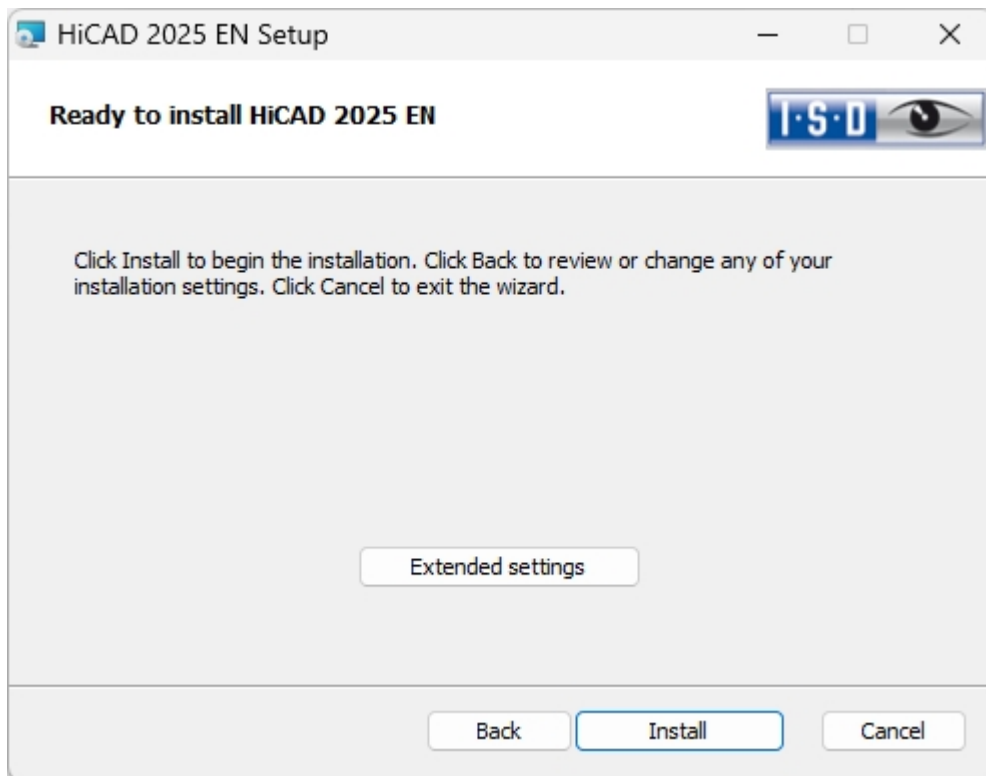 HiCAD 2025 EN Setup
Ready to install HiCAD 2025 EN
I·S·D
Click Install to begin the installation. Click Back to review or change any of your
installation settings. Click Cancel to exit the wizard.
Extended settings
Back
Install
Cancel